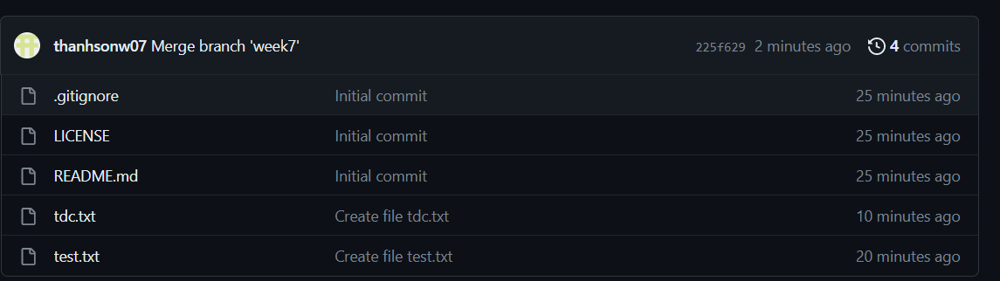 thanhsonw07 Merge branch 'week7' 225f629 2 minutes ago 4 commits
.gitignore Initial commit 25 minutes ago
LICENSE Initial commit 25 minutes ago
README.md Initial commit 25 minutes ago
tdc.txt Create file tdc.txt 10 minutes ago
test.txt Create file test.txt 20 minutes ago